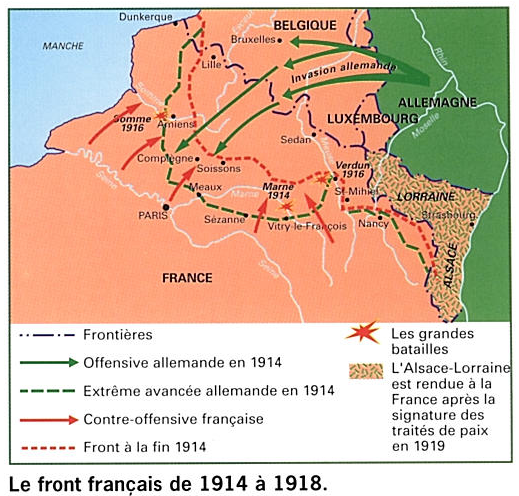 Dunkerque
BELGIQUE
MANCHE
Bruxelles
Rhin
Lille
Invasion allemande
ALLEMAGNE
Somme
Somme
1916
Amiens
LUXEMBOURG
Moselle
Sedan
Meuse
Compiègne
Soissons
Verdun
1916
Seine
Meaux
Marne
1914
St-Mihiel
LORRAINE
PARIS
Sézanne
Marne
Vitry-le-François
Nancy
Strasbourg
ALSACE
FRANCE
Seine
Frontières
Offensive allemande en 1914
Extrême avancée allemande en 1914
Contre-offensive française
Front à la fin 1914
Les grandes
batailles
L'Alsace-Lorraine
est rendue à la
France après la
signature des
traités de paix
en 1919
Le front français de 1914 à 1918.